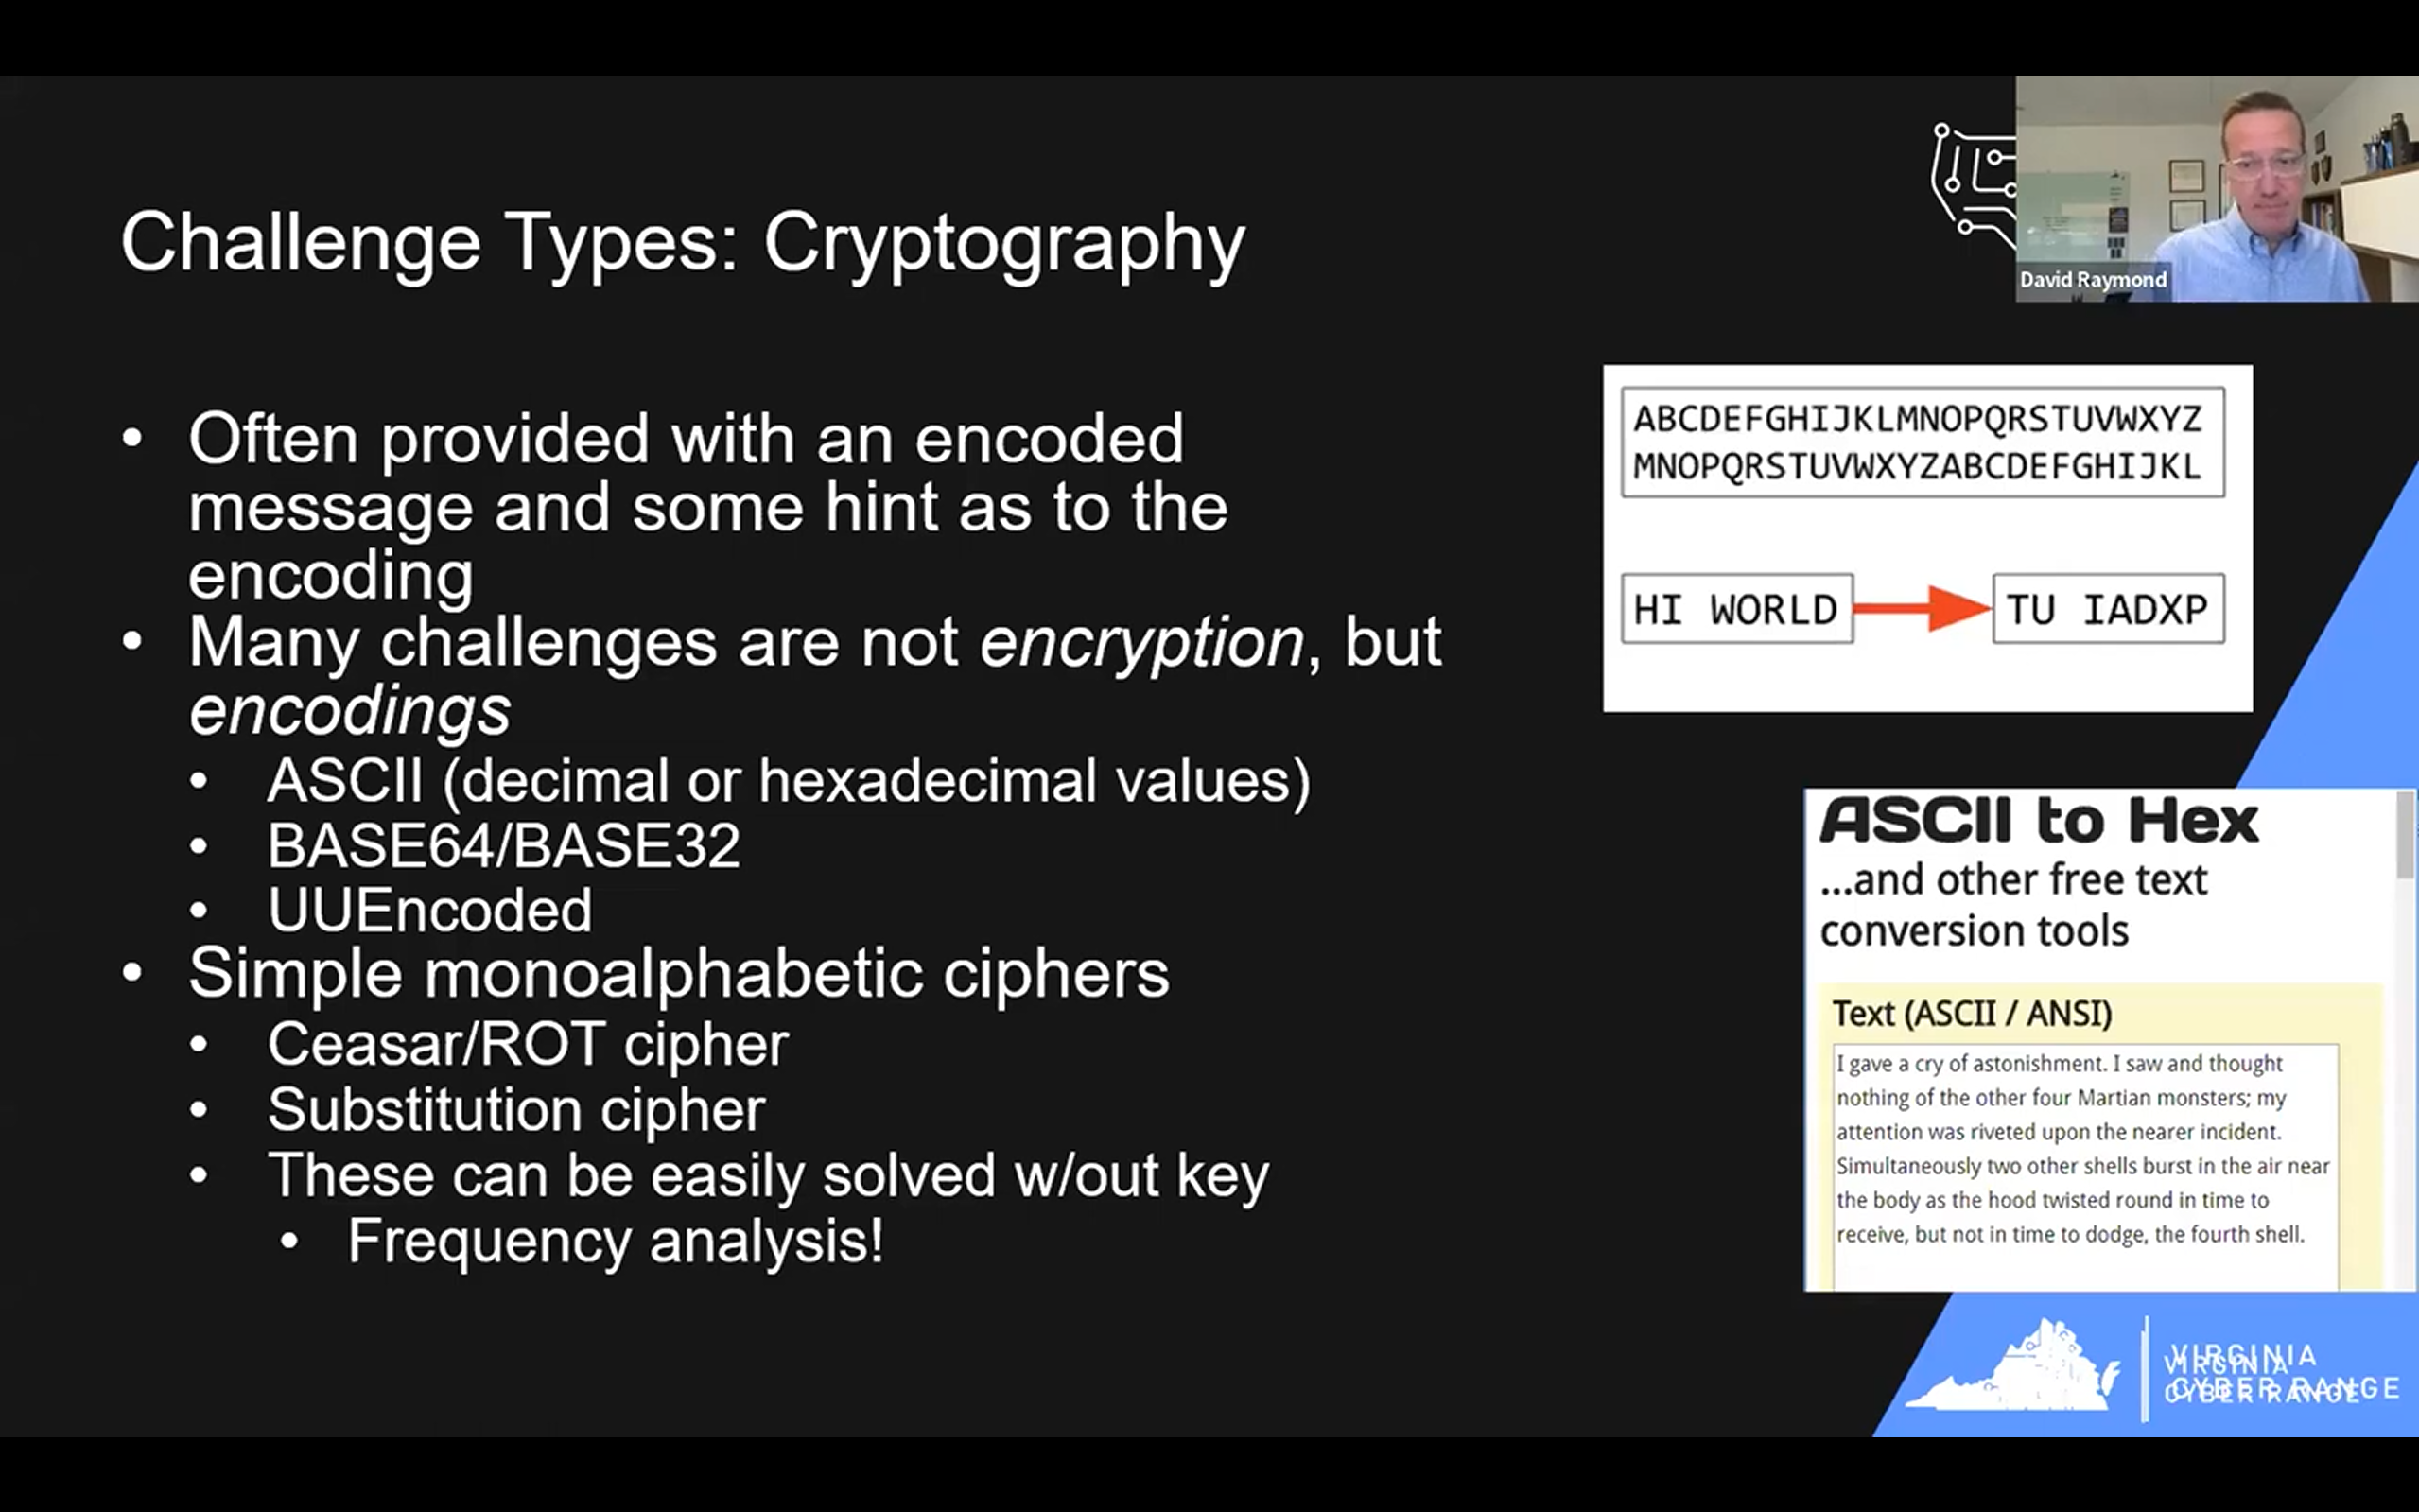 Challenge Types: Cryptography
David Raymond
• Often provided with an encoded
message and some hint as to the
encoding
• Many challenges are not encryption, but
encodings
• ASCII (decimal or hexadecimal values)
• BASE64/BASE32
• UUEncoded
• Simple monoalphabetic ciphers
• Ceasar/ROT cipher
• Substitution cipher
• These can be easily solved w/out key
• Frequency analysis!
ABCDEFGHIJKLMNOPQRSTUVWXYZ
MNOPQRSTUVWXYZABCDEFGHIJKL
HI WORLD
TU IADXP
ASCII to Hex
...and other free text
conversion tools
Text (ASCII / ANSI)
I gave a cry of astonishment. I saw and thought
nothing of the other four Martian monsters; my
attention was riveted upon the nearer incident.
Simultaneously two other shells burst in the air near
the body as the hood twisted round in time to
receive, but not in time to dodge, the fourth shell.
VIRGINIA
VIRGINIA
CYBER RANGE
CYBER RANGE